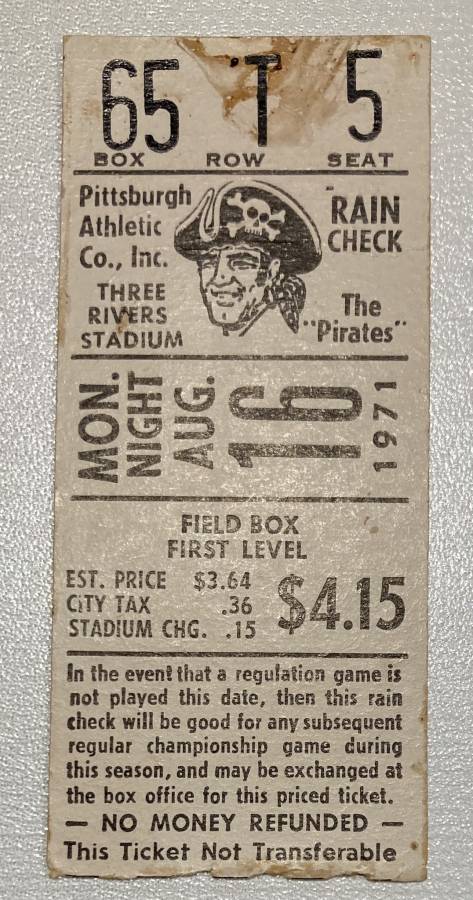 65 T 5
BOX ROW SEAT
Pittsburgh
Athletic
Co., Inc.
THREE
RIVERS
STADIUM
RAIN
CHECK
The
"Pirates"
MON.
NIGHT
AUG.
16
1971
FIELD BOX
FIRST LEVEL
EST. PRICE $3.64
CITY TAX .36
STADIUM CHG. .15
$4.15
In the event that a regulation game is
not played this date, then this rain
check will be good for any subsequent
regular championship game during
this season, and may be exchanged at
the box office for this priced ticket.
— NO MONEY REFUNDED —
This Ticket Not Transferable